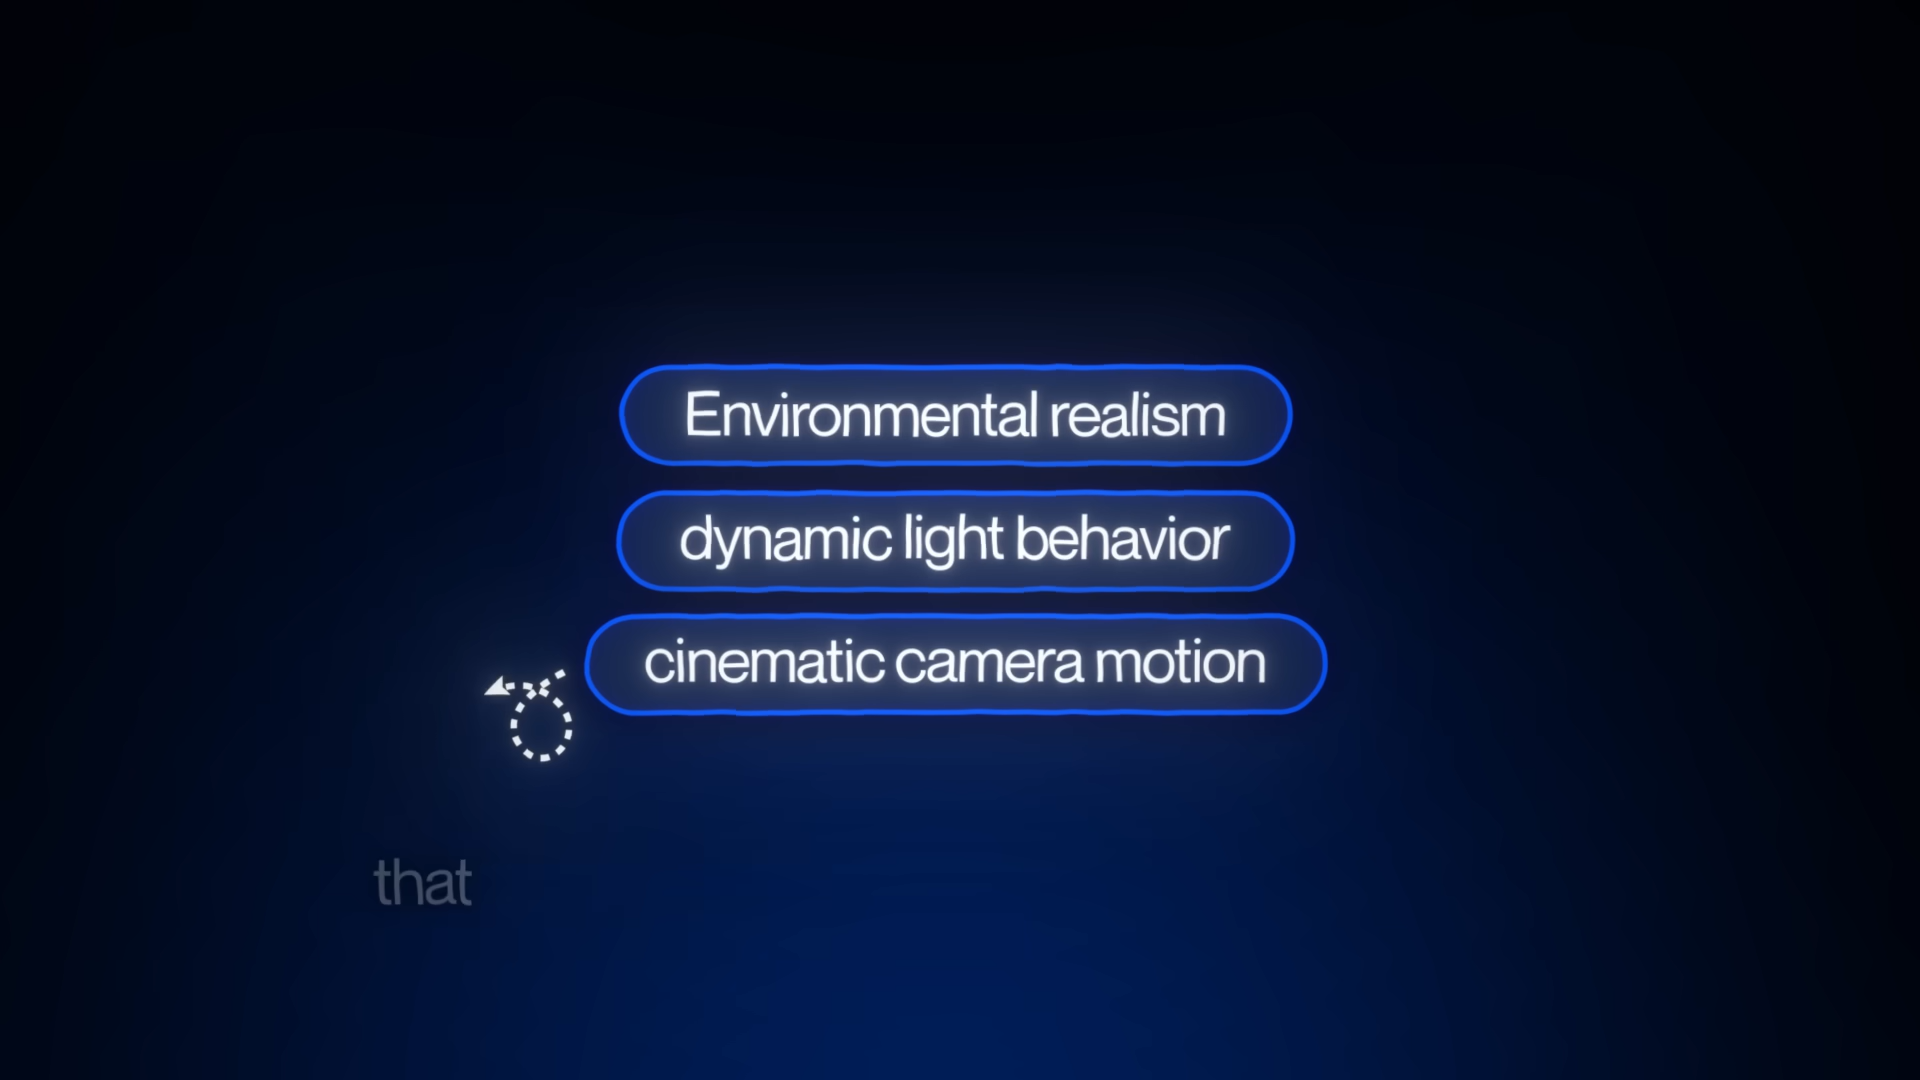 Environmental realism
dynamic light behavior
cinematic camera motion
that